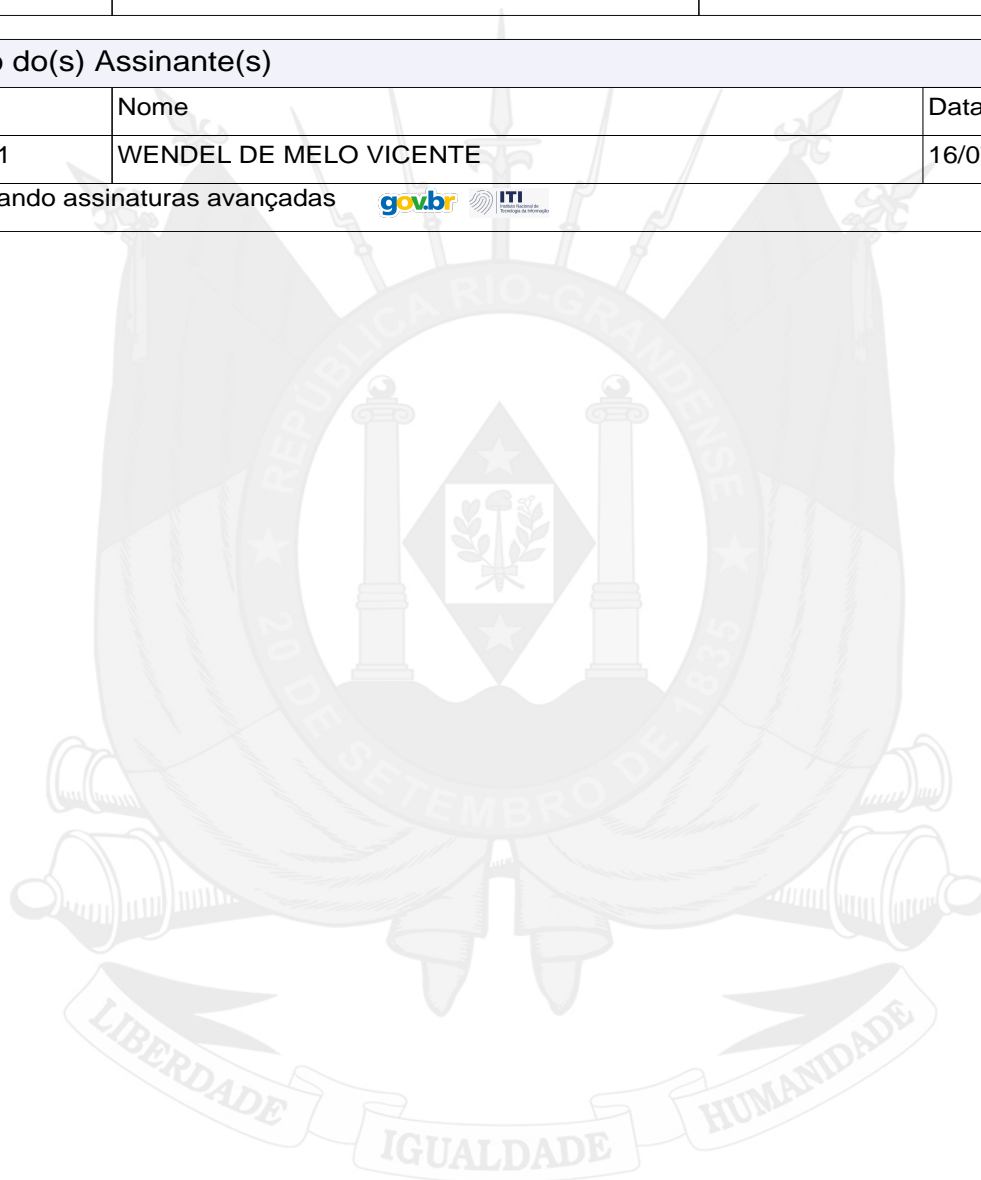 o do(s) Assinante(s)
Nome
Data
1
WENDEL DE MELO VICENTE
16/0
ando assinaturas avançadas
gov.br
ITI
REPÚBLICA RIO-GRANDENSE
★ 20 DE SETEMBRO DE 1835 ★
LIBERDADE
IGUALDADE
HUMANIDADE